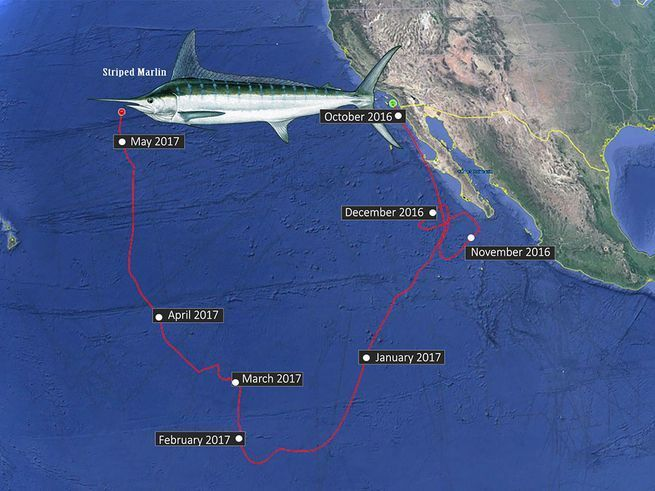 Striped Marlin
October 2016
May 2017
December 2016
November 2016
April 2017
January 2017
March 2017
February 2017